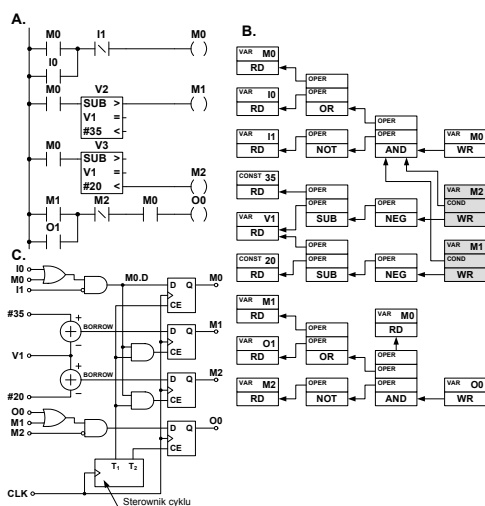 A.
M0 I1 M0
I0
M0 V2 M1
SUB >
V1 =
#35 <
M0 V3
SUB >
V1 =
#20 < M2
M1 M2 M0 O0
O1
B.
VAR M0
RD
OPER
VAR I0
RD
OPER
OR
OPER
VAR I1
RD
OPER
NOT
OPER
AND
VAR M0
WR
CONST 35
RD
OPER
VAR M2
COND
WR
VAR V1
RD
OPER
SUB
OPER
NEG
OPER
VAR M1
COND
WR
CONST 20
RD
OPER
SUB
OPER
NEG
VAR M1
RD
OPER
VAR M0
RD
VAR O1
RD
OPER
OR
OPER
OPER
VAR M2
RD
OPER
NOT
OPER
AND
VAR O0
WR
C.
I0
M0
I1
M0.D
D Q M0
CE
#35
+
BORROW
−
D Q M1
CE
V1
+
BORROW
−
D Q M2
CE
#20
O0
M1
M2
D Q O0
CE
T1 T2
CLK
Sterownik cyklu